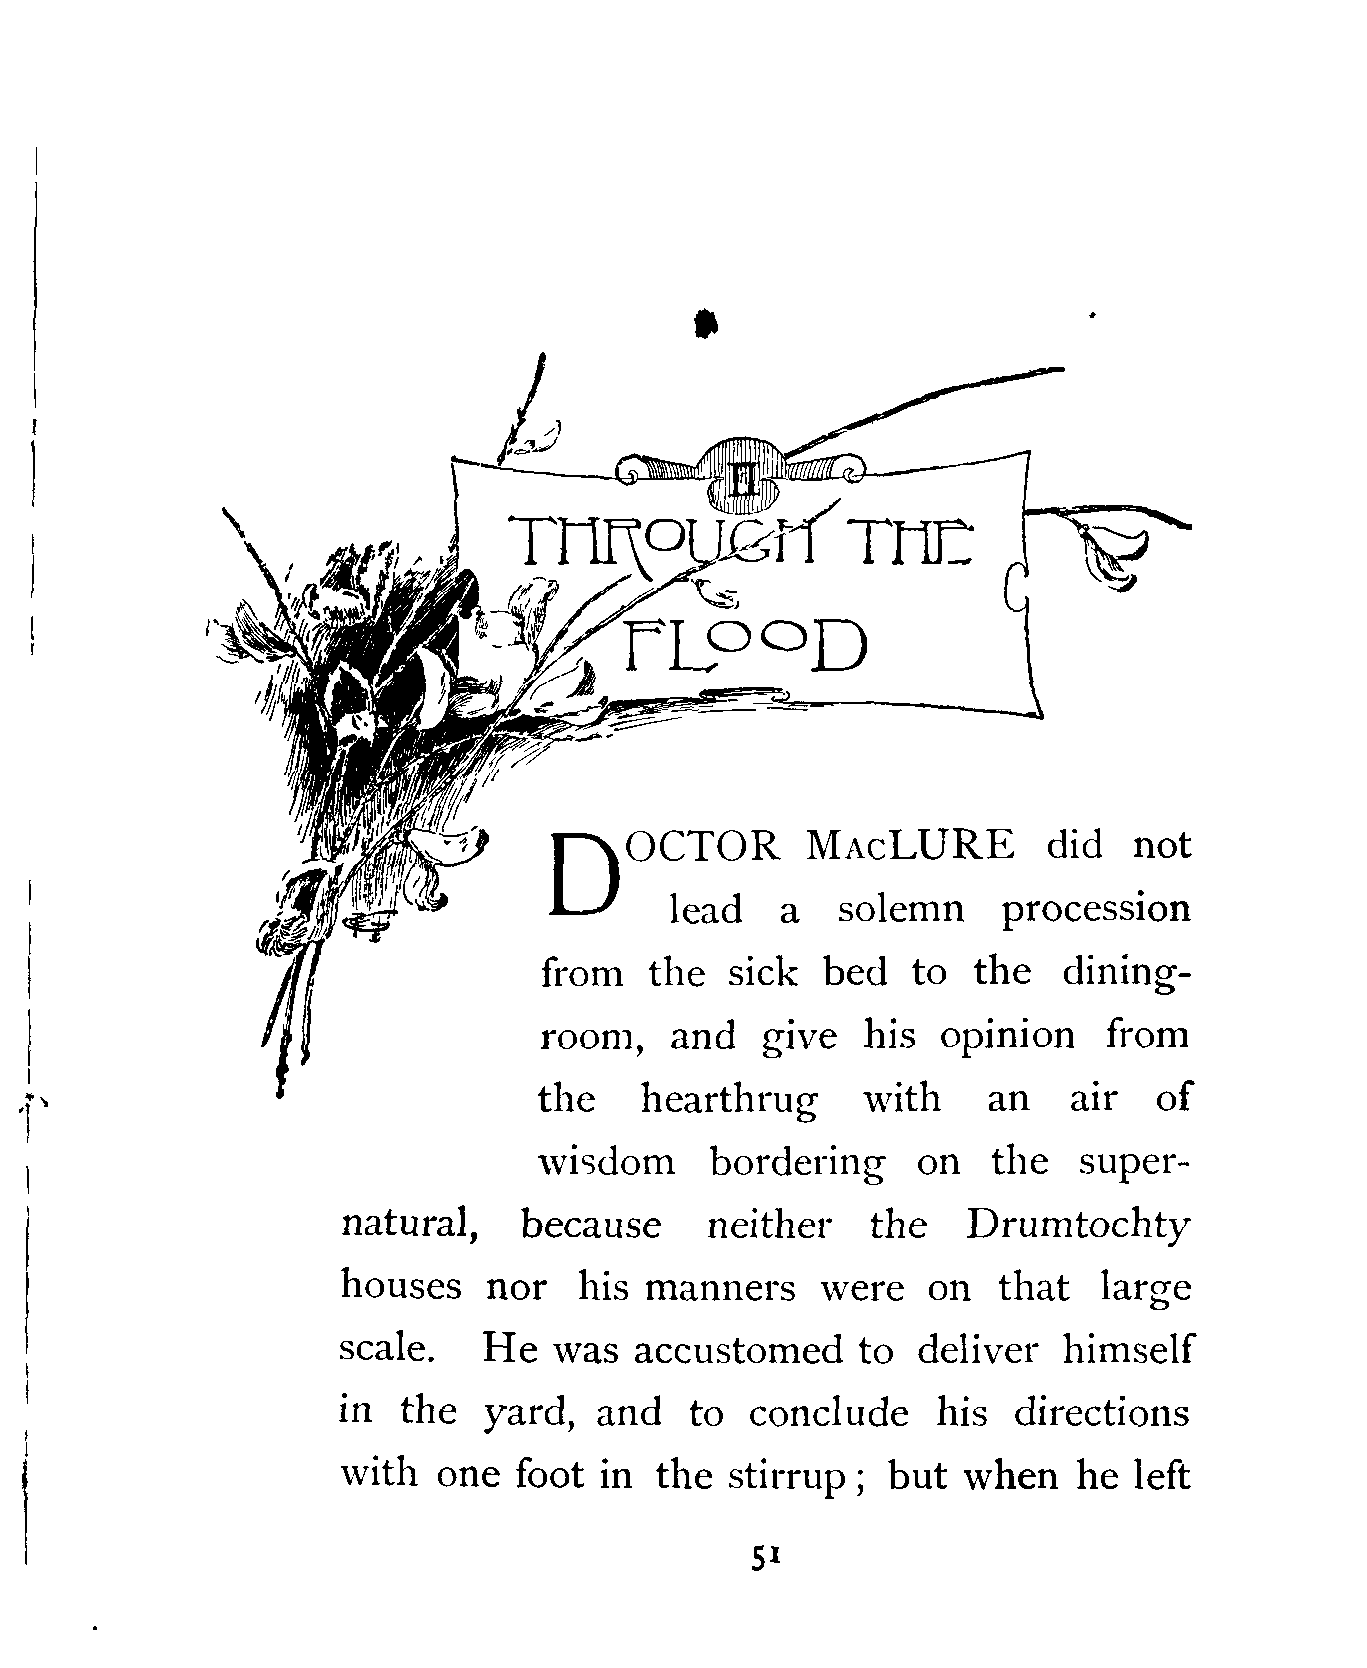 II
THROUGH THE
FLOOD
DOCTOR MACLURE did not
lead a solemn procession
from the sick bed to the dining-
room, and give his opinion from
the hearthrug with an air of
wisdom bordering on the super-
natural, because neither the Drumtochty
houses nor his manners were on that large
scale. He was accustomed to deliver himself
in the yard, and to conclude his directions
with one foot in the stirrup; but when he left
51